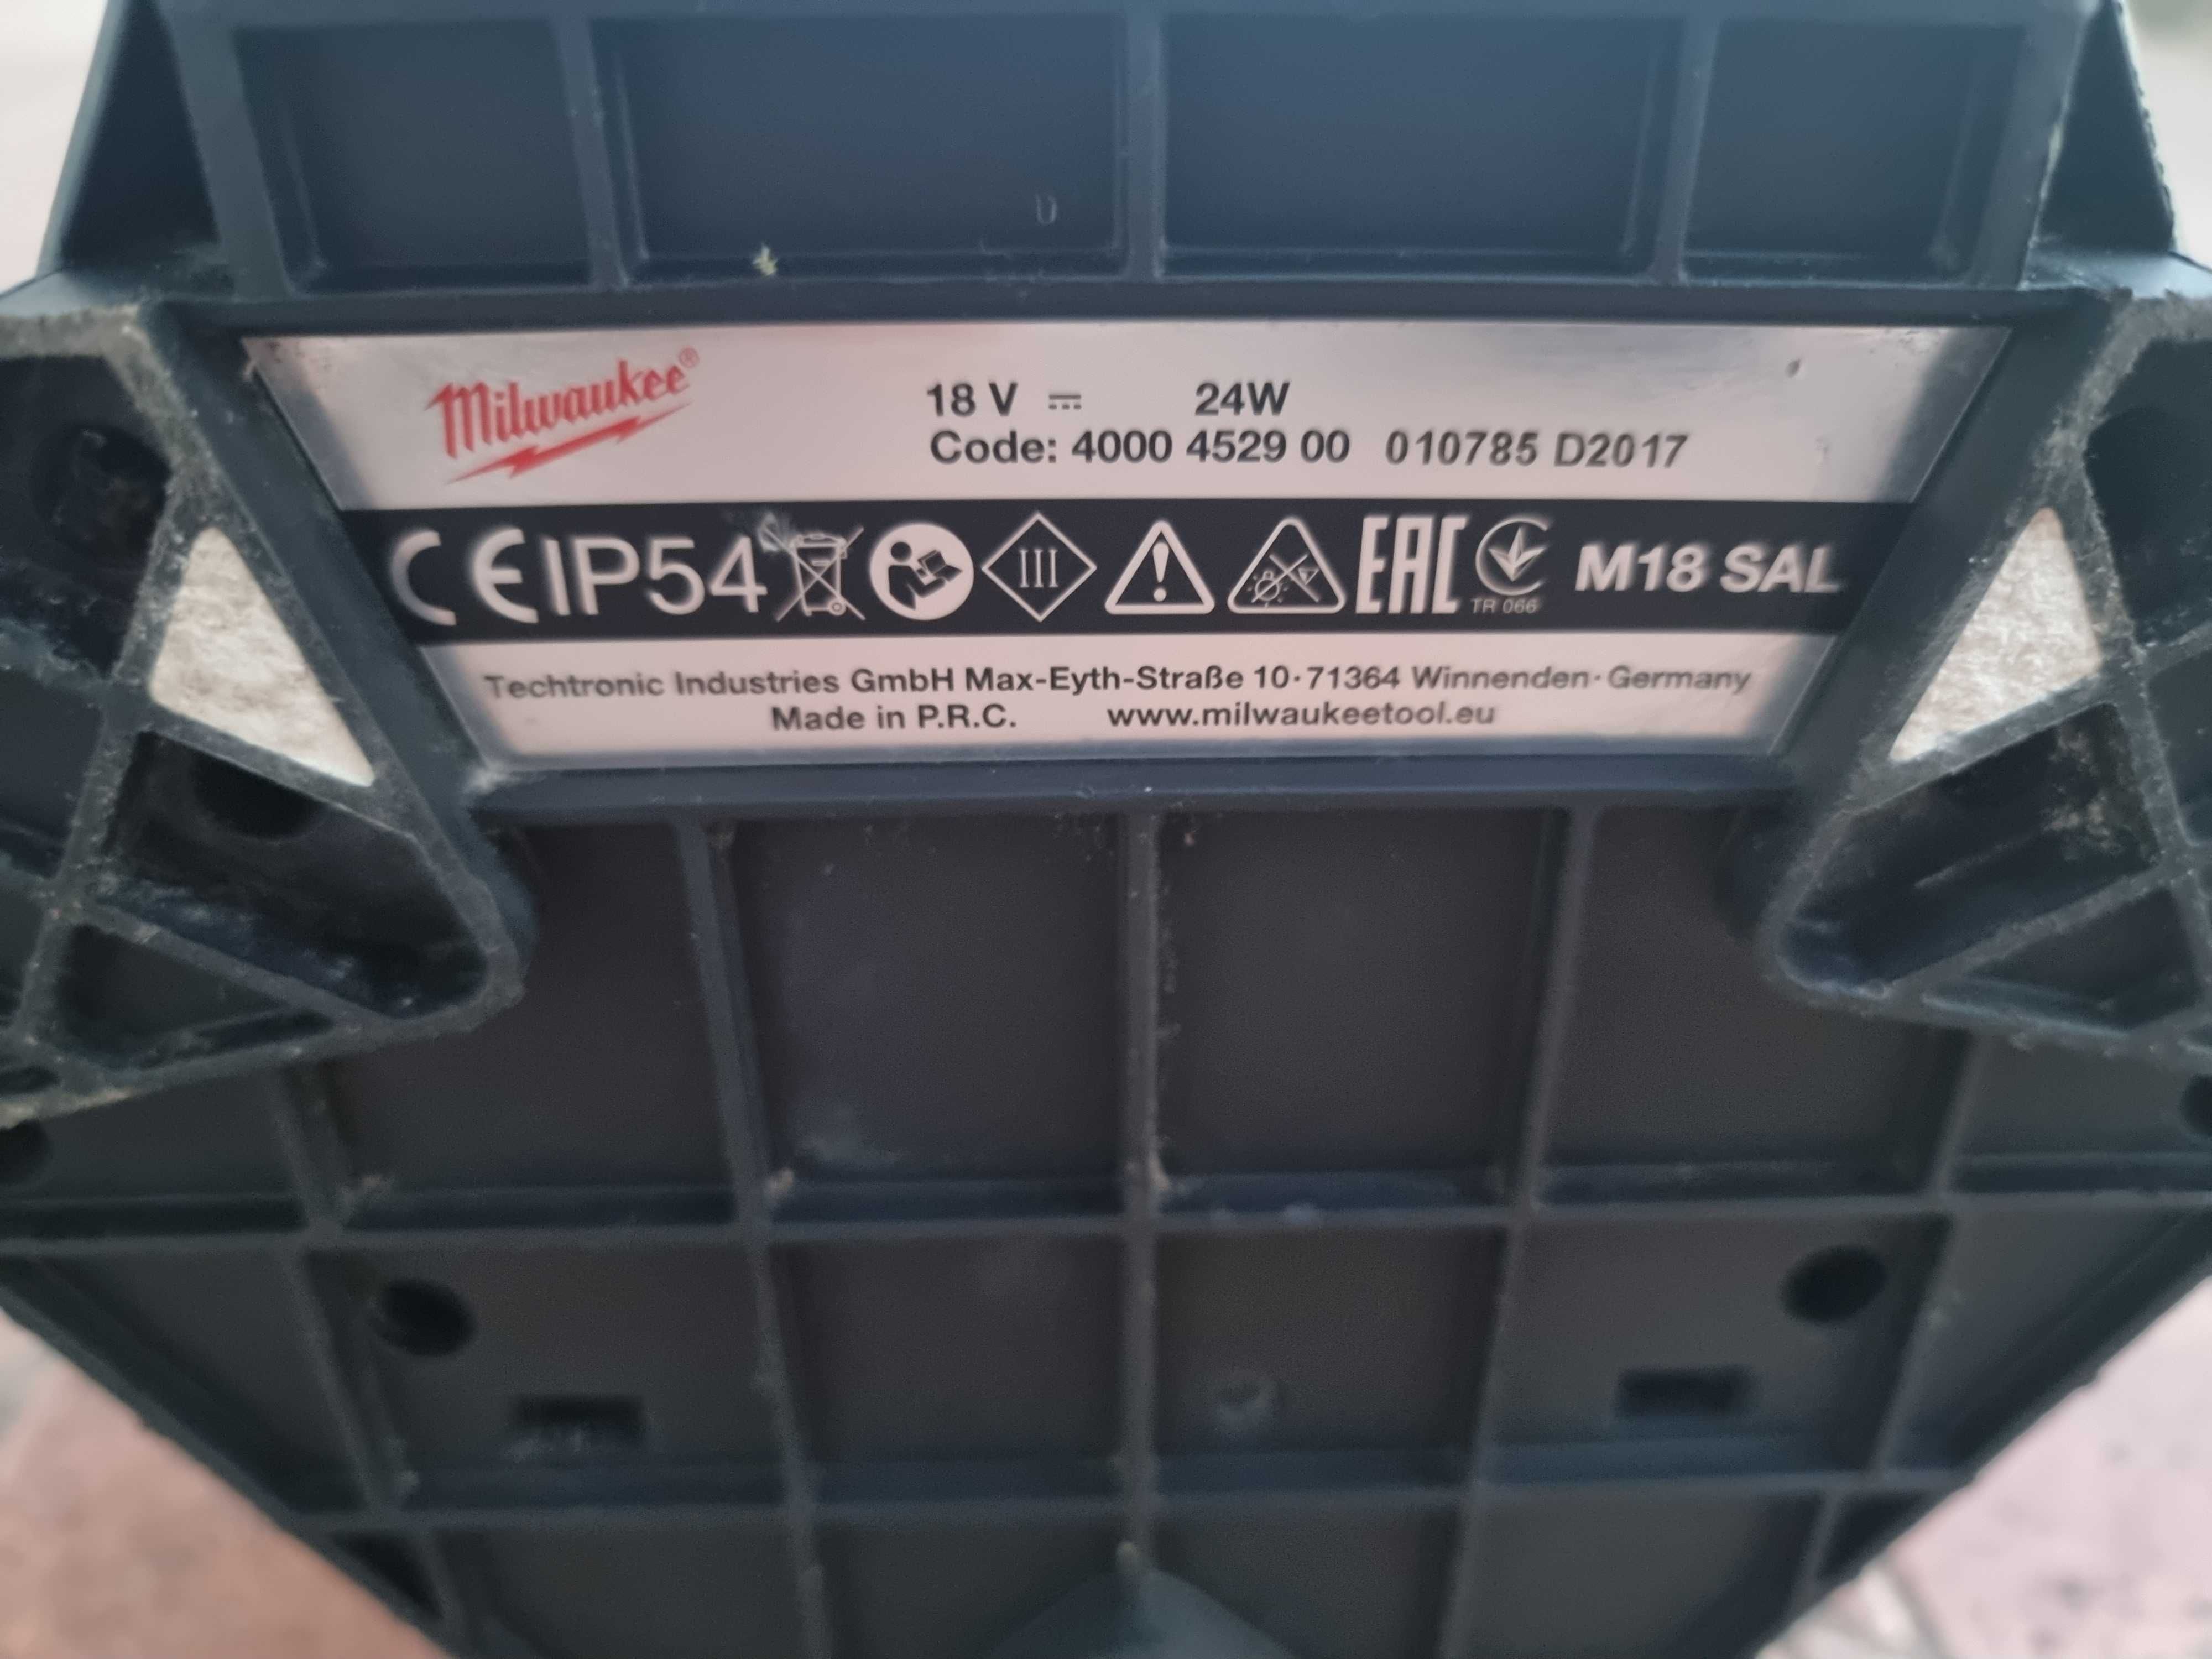 Milwaukee®
18 V ⎓ 24W
Code: 4000 4529 00 010785 D2017
CE IP54 III ! EAC TR 066 M18 SAL
Techtronic Industries GmbH Max-Eyth-Straße 10·71364 Winnenden·Germany
Made in P.R.C. www.milwaukeetool.eu